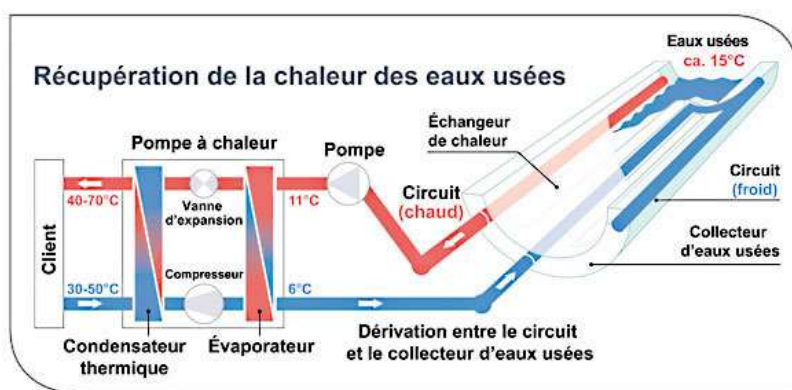 Récupération de la chaleur des eaux usées
Eaux usées
ca. 15°C
Échangeur
de chaleur
Pompe à chaleur
Pompe
Circuit
(chaud)
Circuit
(froid)
Collecteur
d'eaux usées
Client
40-70°C
Vanne
d'expansion
11°C
30-50°C
Compresseur
6°C
Condensateur
thermique
Évaporateur
Dérivation entre le circuit
et le collecteur d'eaux usées